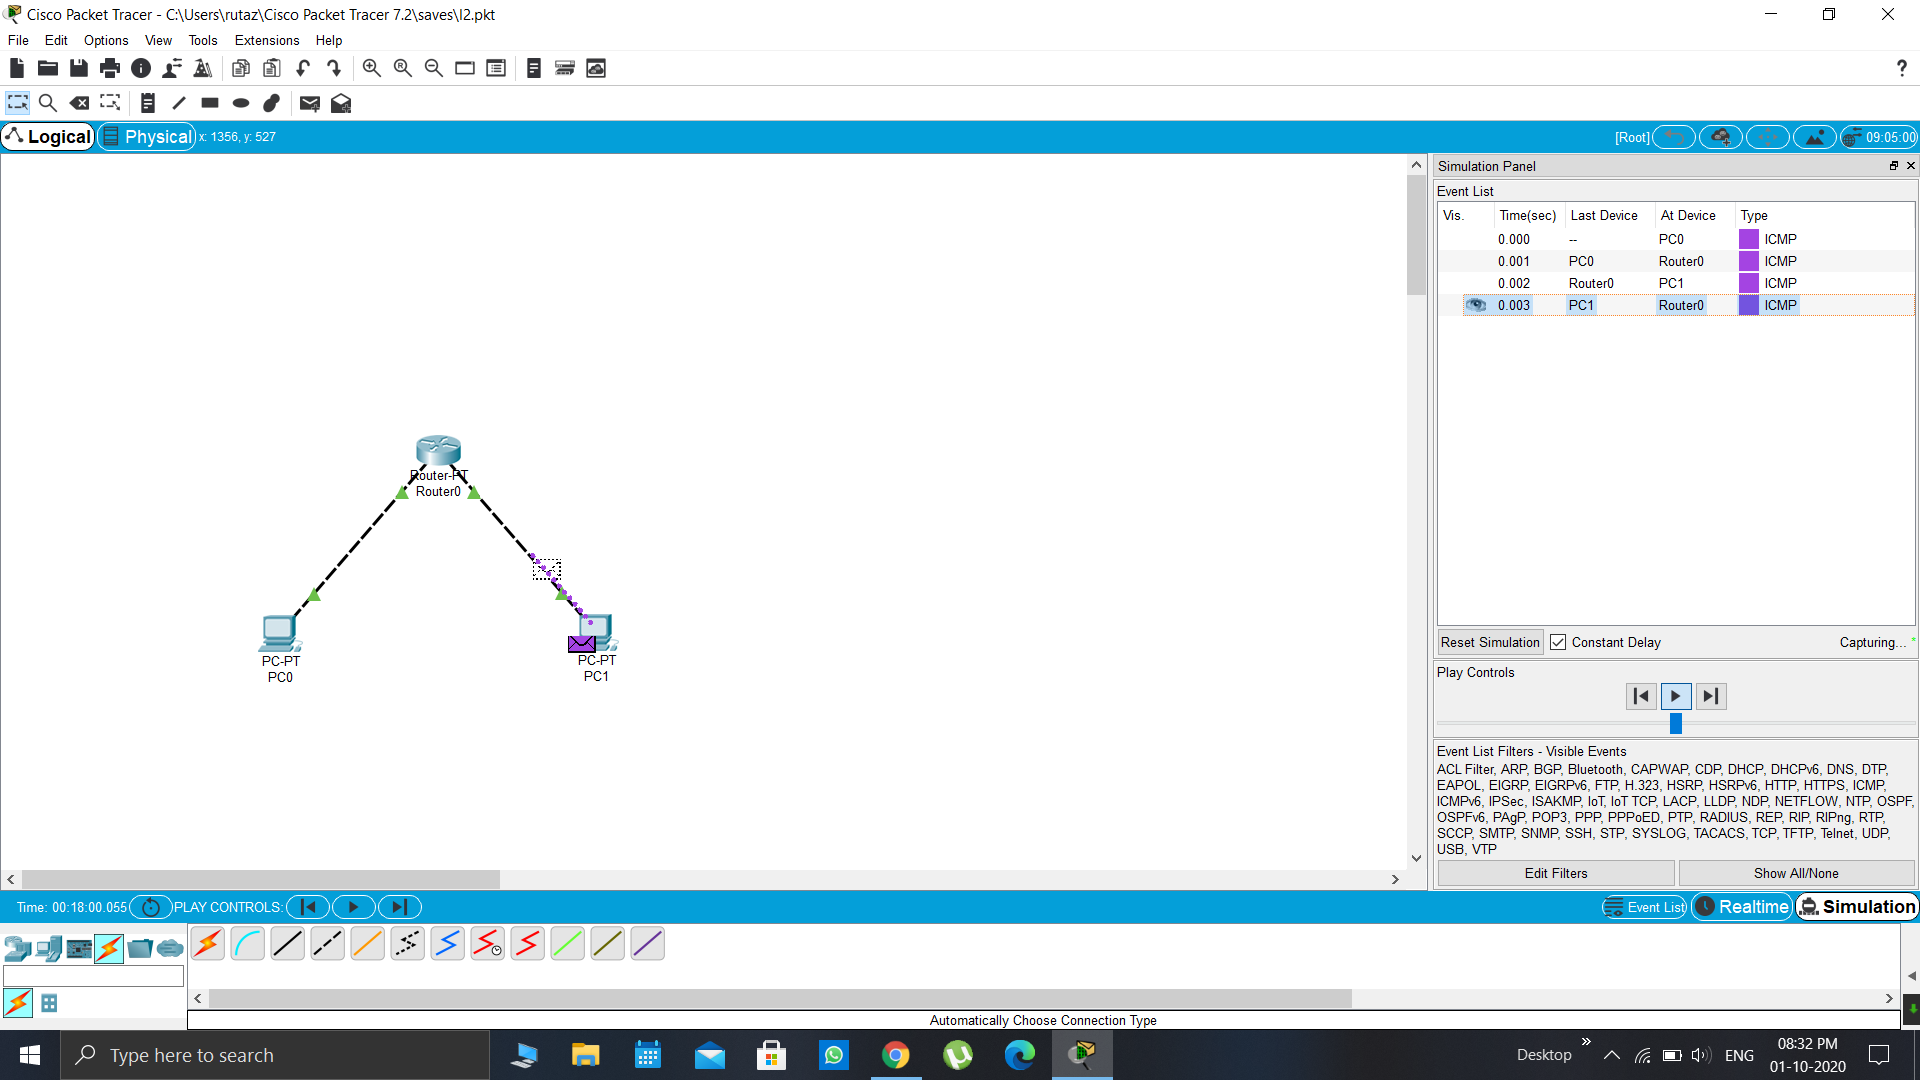 Cisco Packet Tracer - C:\Users\rutaz\Cisco Packet Tracer 7.2\saves\l2.pkt
File Edit Options View Tools Extensions Help
?
Logical Physical x: 1356, y: 527 [Root] 09:05:00
Simulation Panel
Event List
Vis. Time(sec) Last Device At Device Type
0.000 -- PC0 ICMP
0.001 PC0 Router0 ICMP
0.002 Router0 PC1 ICMP
0.003 PC1 Router0 ICMP
Router-PT
Router0
PC-PT
PC0
PC-PT
PC1
Reset Simulation Constant Delay Capturing... *
Play Controls
Event List Filters - Visible Events
ACL Filter, ARP, BGP, Bluetooth, CAPWAP, CDP, DHCP, DHCPv6, DNS, DTP,
EAPOL, EIGRP, EIGRPv6, FTP, H.323, HSRP, HSRPv6, HTTP, HTTPS, ICMP,
ICMPv6, IPSec, ISAKMP, IoT, IoT TCP, LACP, LLDP, NDP, NETFLOW, NTP, OSPF,
OSPFv6, PAgP, POP3, PPP, PPPoED, PTP, RADIUS, REP, RIP, RIPng, RTP,
SCCP, SMTP, SNMP, SSH, STP, SYSLOG, TACACS, TCP, TFTP, Telnet, UDP,
USB, VTP
Edit Filters Show All/None
Time: 00:18:00.055 PLAY CONTROLS: Event List Realtime Simulation
Automatically Choose Connection Type
Type here to search
Desktop » ENG 08:32 PM
01-10-2020